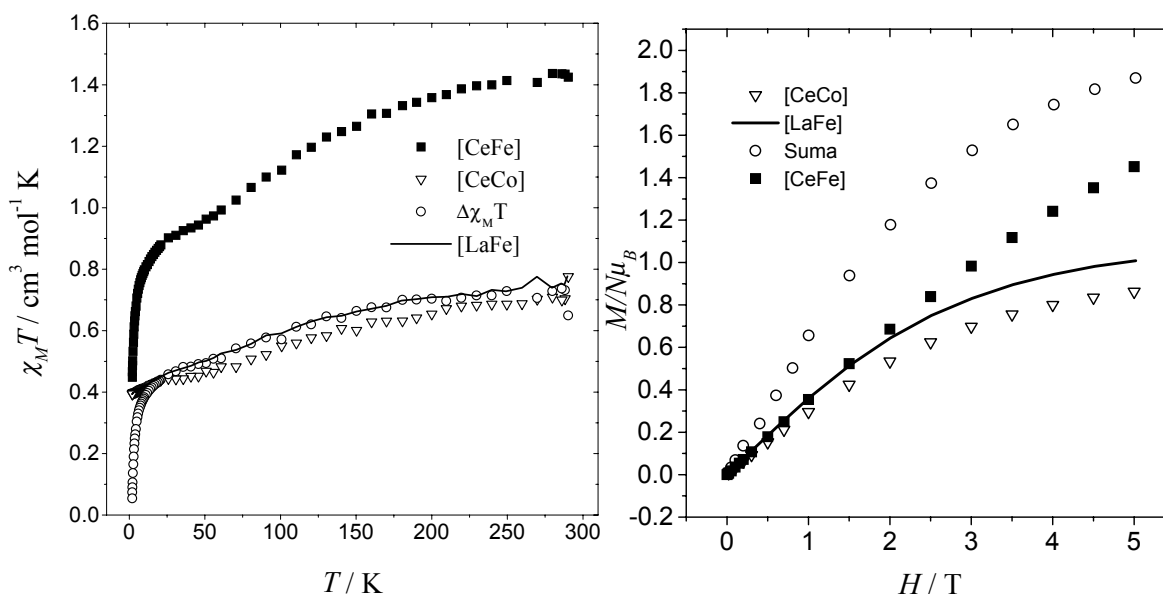 1.6
1.4
1.2
1.0
0.8
0.6
0.4
0.2
0.0
χ_M T / cm³ mol⁻¹ K
[CeFe]
[CeCo]
Δχ_M T
[LaFe]
0 50 100 150 200 250 300
T / K
2.0
1.8
1.6
1.4
1.2
1.0
0.8
0.6
0.4
0.2
0.0
-0.2
M/Nμ_B
[CeCo]
[LaFe]
Suma
[CeFe]
0 1 2 3 4 5
H / T